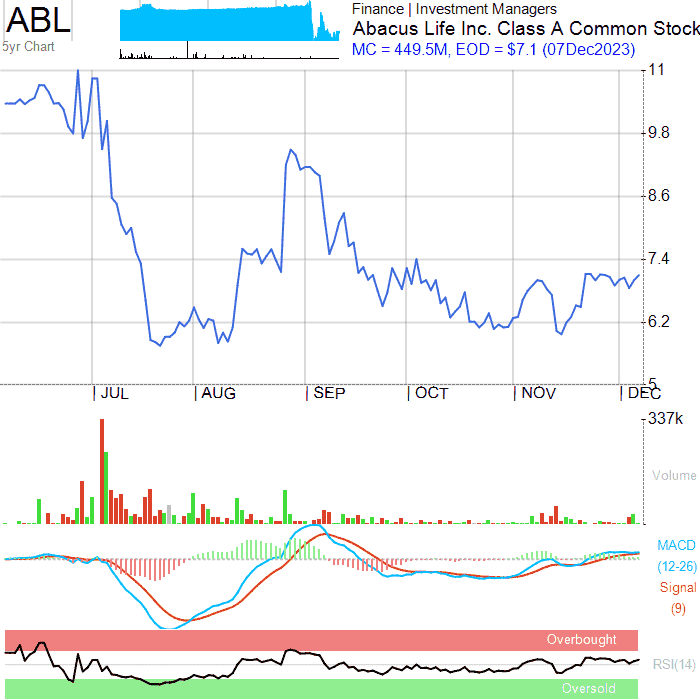 ABL
5yr Chart
Finance | Investment Managers
Abacus Life Inc. Class A Common Stock
MC = 449.5M, EOD = $7.1 (07Dec2023)
11
9.8
8.6
7.4
6.2
5
JUL AUG SEP OCT NOV DEC
337k
Volume
MACD
(12-26)
Signal
(9)
Overbought
RSI(14)
Oversold